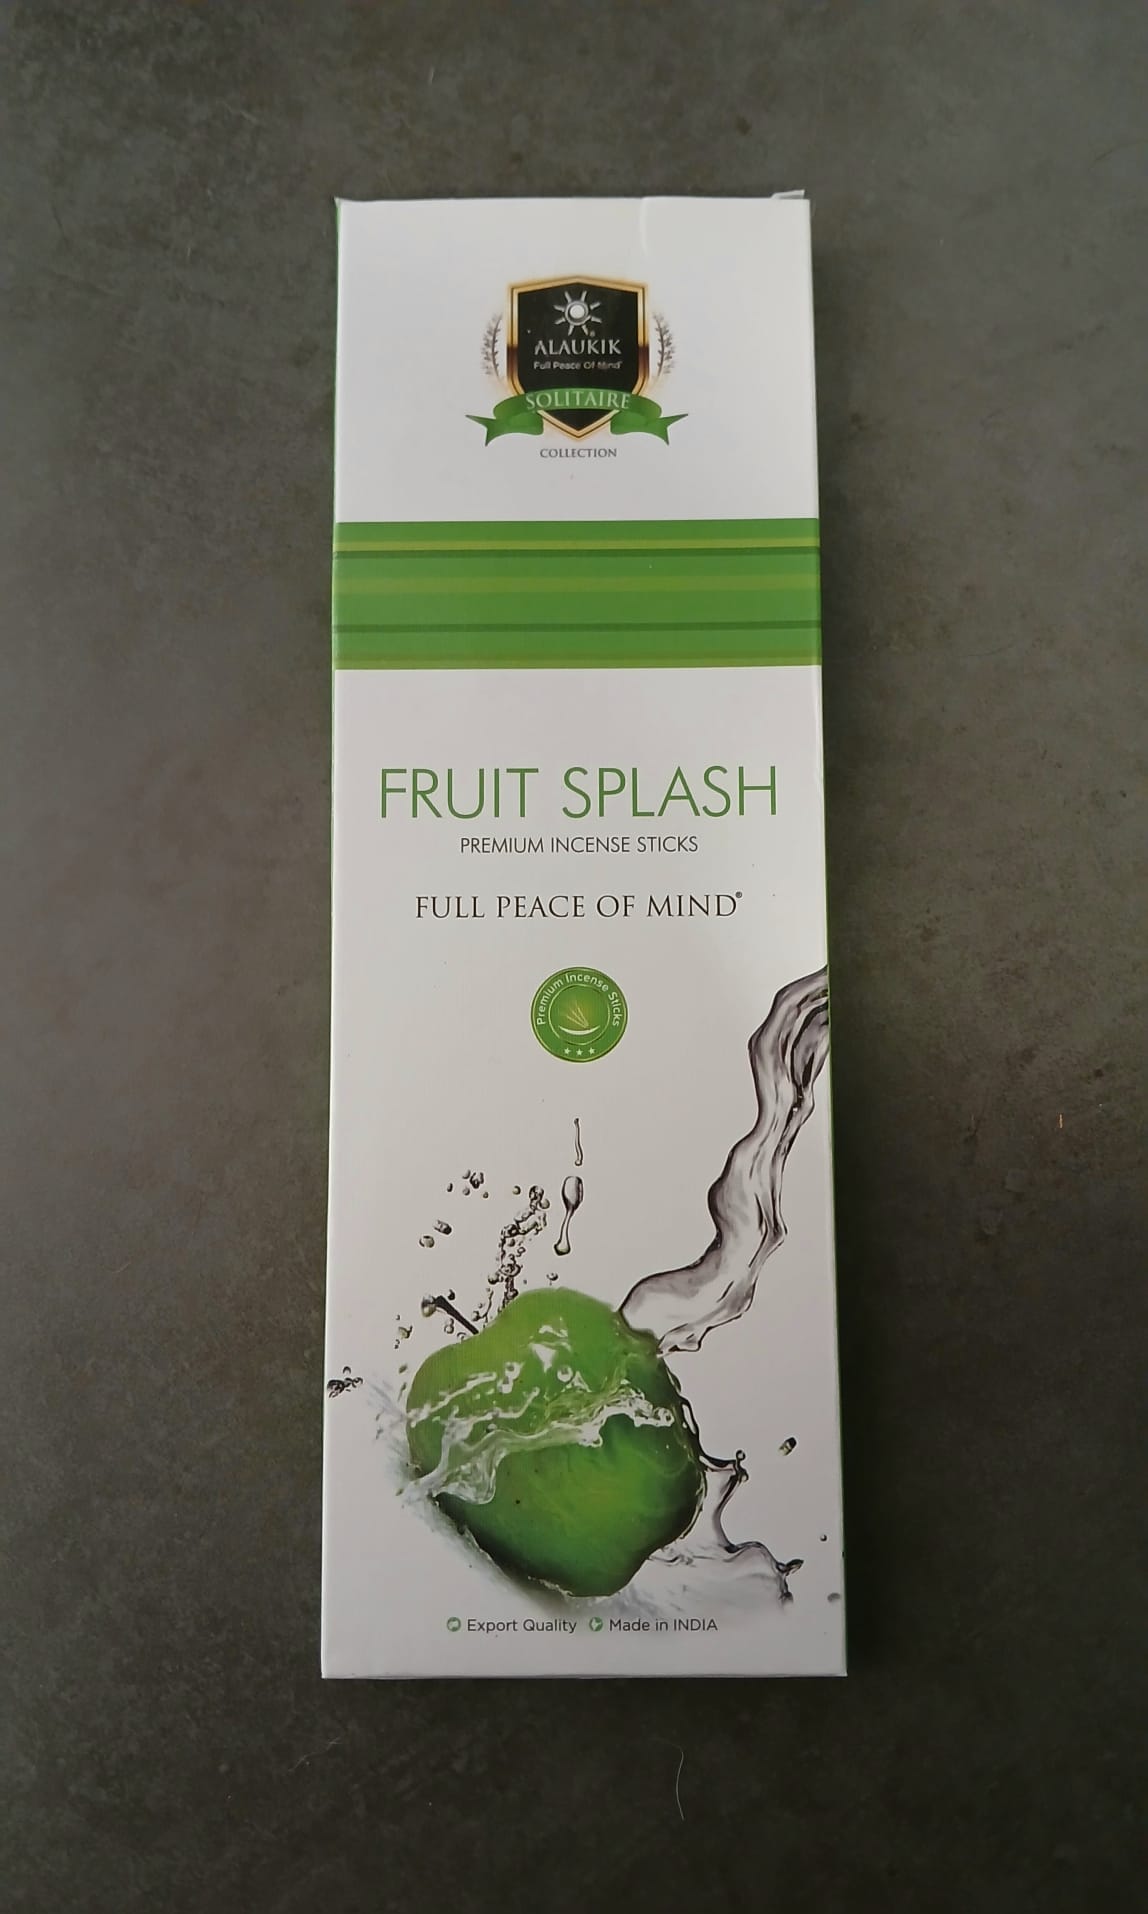 ALAUKIK
Full Peace Of Mind
SOLITAIRE
COLLECTION
FRUIT SPLASH
PREMIUM INCENSE STICKS
FULL PEACE OF MIND®
Premium Incense Sticks
Export Quality Made in INDIA